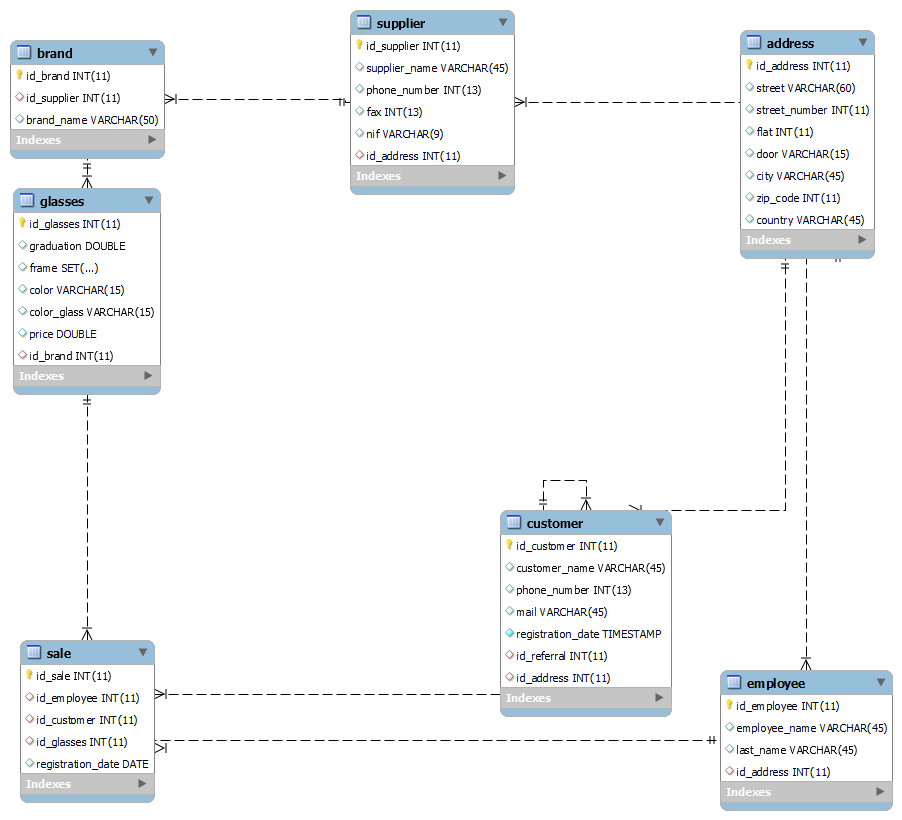 brand
id_brand INT(11)
id_supplier INT(11)
brand_name VARCHAR(50)
Indexes
supplier
id_supplier INT(11)
supplier_name VARCHAR(45)
phone_number INT(13)
fax INT(13)
nif VARCHAR(9)
id_address INT(11)
Indexes
address
id_address INT(11)
street VARCHAR(60)
street_number INT(11)
flat INT(11)
door VARCHAR(15)
city VARCHAR(45)
zip_code INT(11)
country VARCHAR(45)
Indexes
glasses
id_glasses INT(11)
graduation DOUBLE
frame SET(...)
color VARCHAR(15)
color_glass VARCHAR(15)
price DOUBLE
id_brand INT(11)
Indexes
customer
id_customer INT(11)
customer_name VARCHAR(45)
phone_number INT(13)
mail VARCHAR(45)
registration_date TIMESTAMP
id_referral INT(11)
id_address INT(11)
Indexes
sale
id_sale INT(11)
id_employee INT(11)
id_customer INT(11)
id_glasses INT(11)
registration_date DATE
Indexes
employee
id_employee INT(11)
employee_name VARCHAR(45)
last_name VARCHAR(45)
id_address INT(11)
Indexes